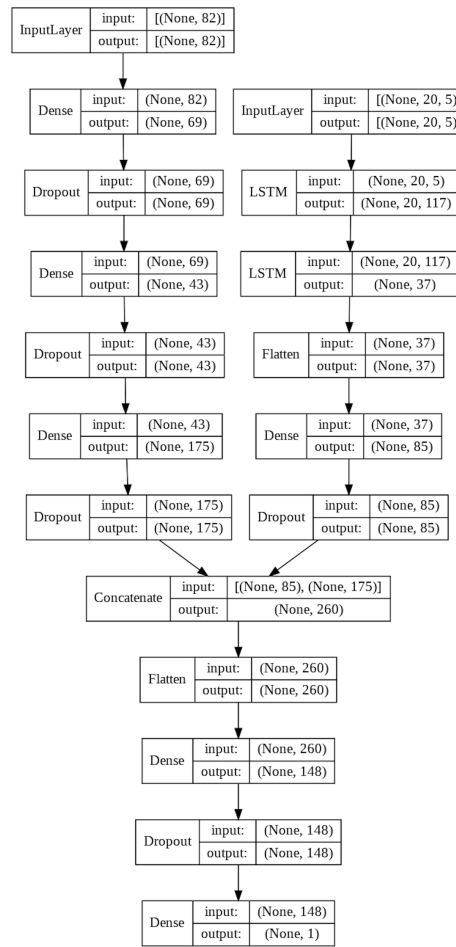 InputLayer
input: [(None, 82)]
output: [(None, 82)]
Dense
input: (None, 82)
output: (None, 69)
Dropout
input: (None, 69)
output: (None, 69)
Dense
input: (None, 69)
output: (None, 43)
Dropout
input: (None, 43)
output: (None, 43)
Dense
input: (None, 43)
output: (None, 175)
Dropout
input: (None, 175)
output: (None, 175)
InputLayer
input: [(None, 20, 5)]
output: [(None, 20, 5)]
LSTM
input: (None, 20, 5)
output: (None, 20, 117)
LSTM
input: (None, 20, 117)
output: (None, 37)
Flatten
input: (None, 37)
output: (None, 37)
Dense
input: (None, 37)
output: (None, 85)
Dropout
input: (None, 85)
output: (None, 85)
Concatenate
input: [(None, 85), (None, 175)]
output: (None, 260)
Flatten
input: (None, 260)
output: (None, 260)
Dense
input: (None, 260)
output: (None, 148)
Dropout
input: (None, 148)
output: (None, 148)
Dense
input: (None, 148)
output: (None, 1)